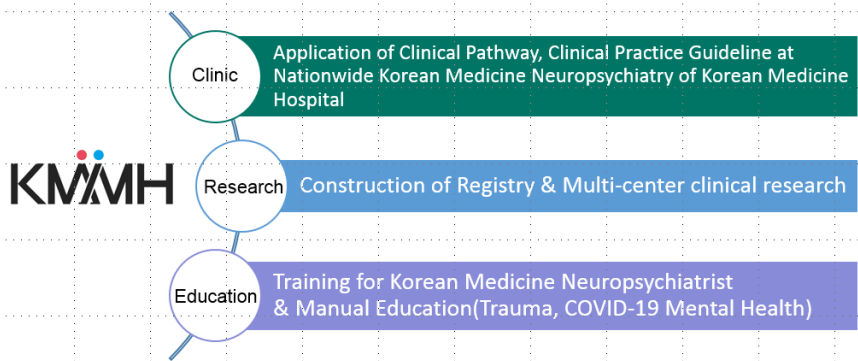 Clinic
Application of Clinical Pathway, Clinical Practice Guideline at
Nationwide Korean Medicine Neuropsychiatry of Korean Medicine
Hospital
KMMH
Research
Construction of Registry & Multi-center clinical research
Education
Training for Korean Medicine Neuropsychiatrist
& Manual Education(Trauma, COVID-19 Mental Health)